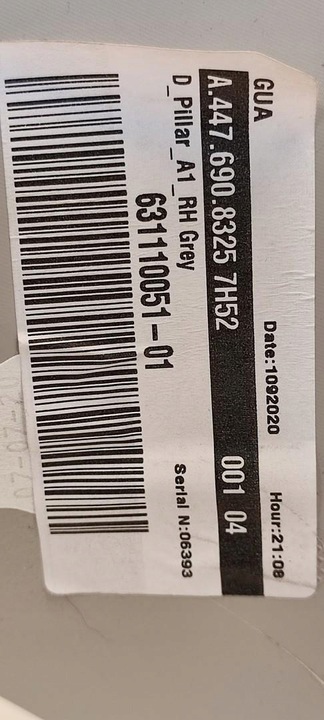 GUA Date:1092020 Hour:21:08
A.447.690.8325 7H52 001 04
D_Pillar_A1_RH Grey Serial N:06393
631110051-01